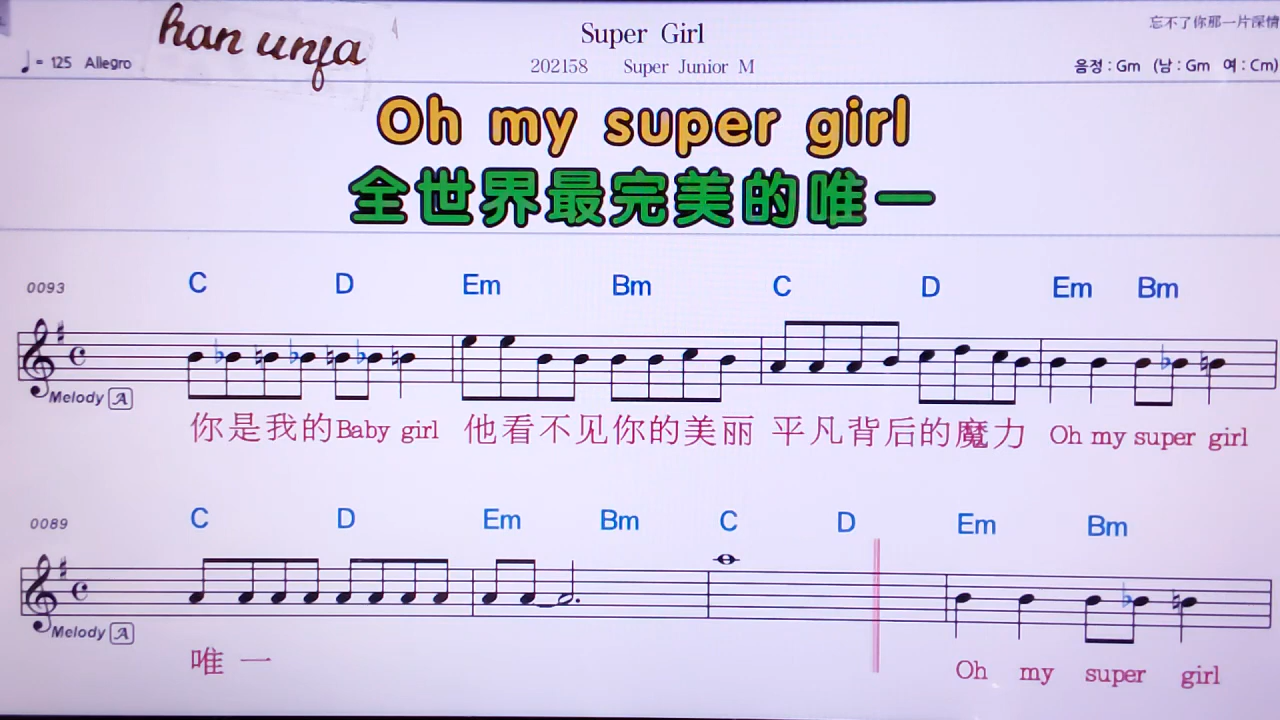 han unfa
Super Girl
忘不了你那一片深情
♩= 125 Allegro
202158 Super Junior M
음정 : Gm (남 : Gm 여 : Cm)
Oh my super girl
全世界最完美的唯一
0093
C D Em Bm C D Em Bm
Melody A
你是我的Baby girl 他看不见你的美丽 平凡背后的魔力 Oh my super girl
0089
C D Em Bm C D Em Bm
Melody A
唯一 Oh my super girl